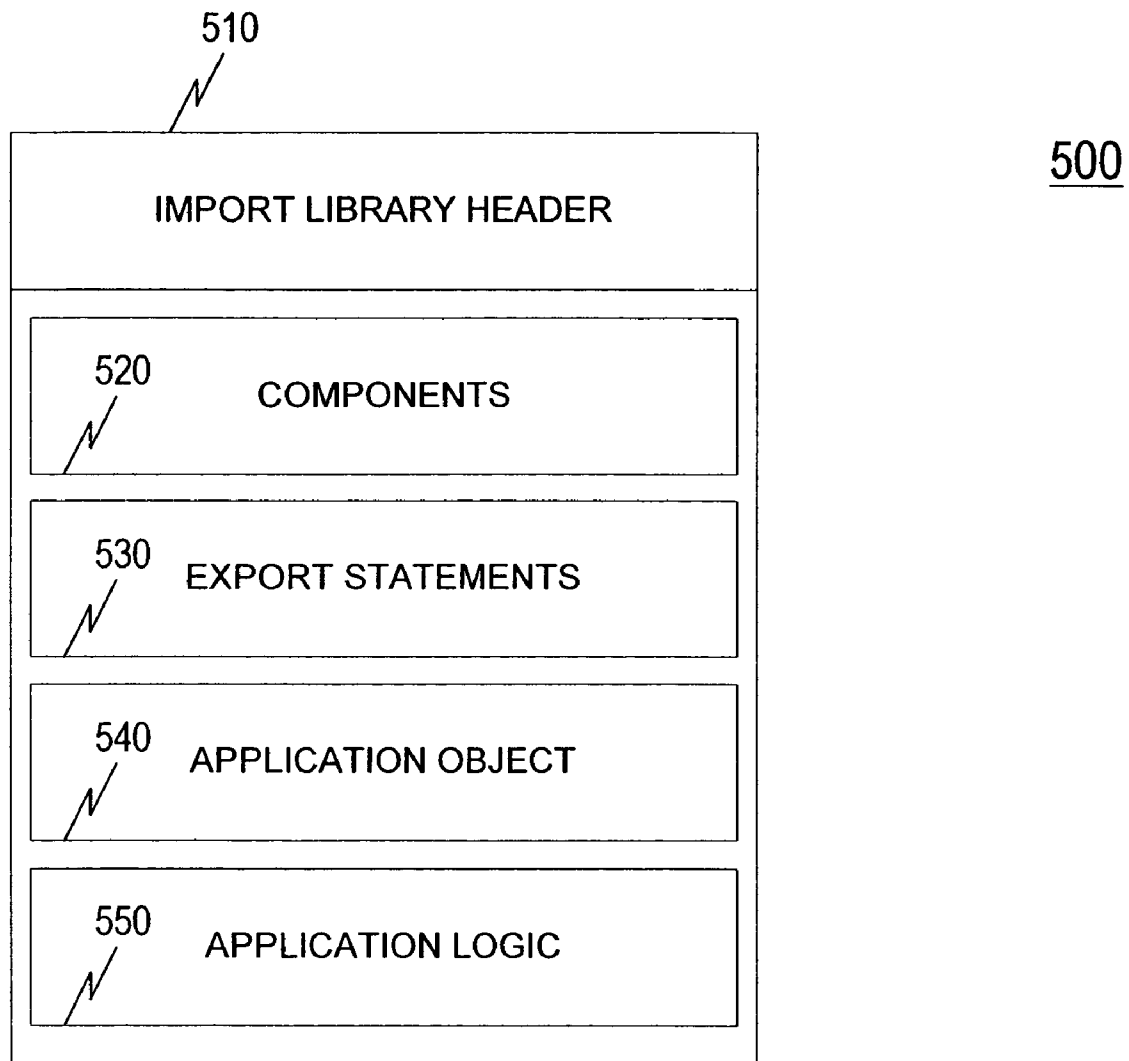 510
500
IMPORT LIBRARY HEADER
520
COMPONENTS
530
EXPORT STATEMENTS
540
APPLICATION OBJECT
550
APPLICATION LOGIC